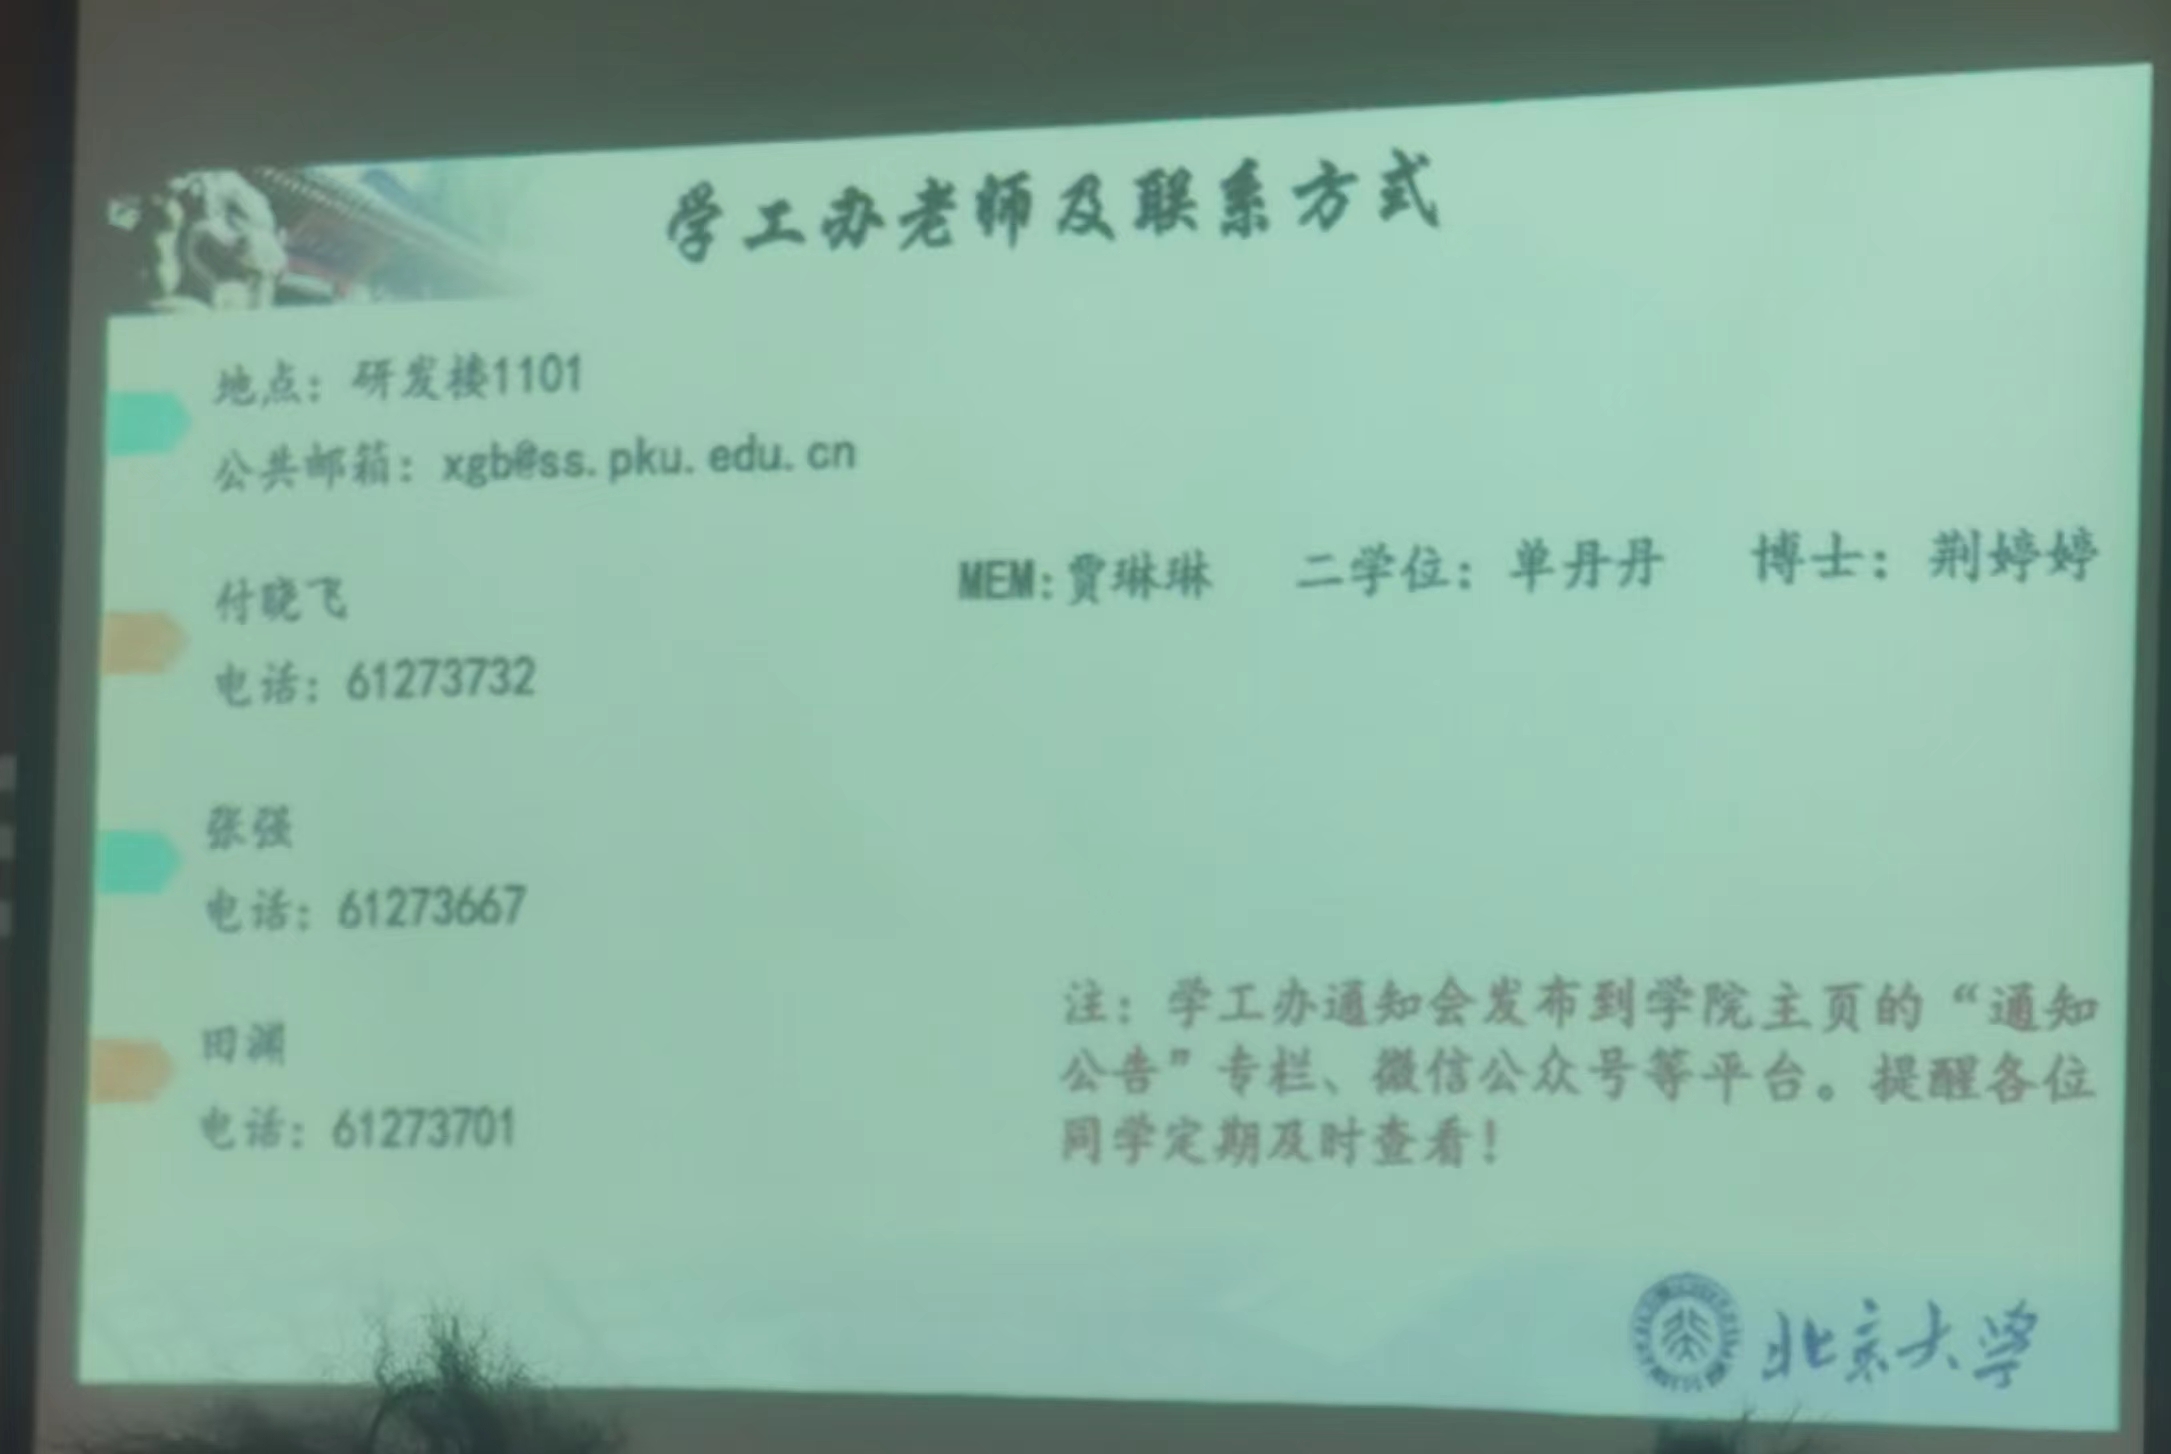 学工办老师及联系方式
地点：研发楼1101
公共邮箱：xgb@ss.pku.edu.cn
付晓飞
MEM:贾琳琳 二学位：单丹丹 博士：荆婷婷
电话：61273732
张强
电话：61273667
田渊
电话：61273701
注：学工办通知会发布到学院主页的“通知
公告”专栏、微信公众号等平台。提醒各位
同学定期及时查看！
北京大学